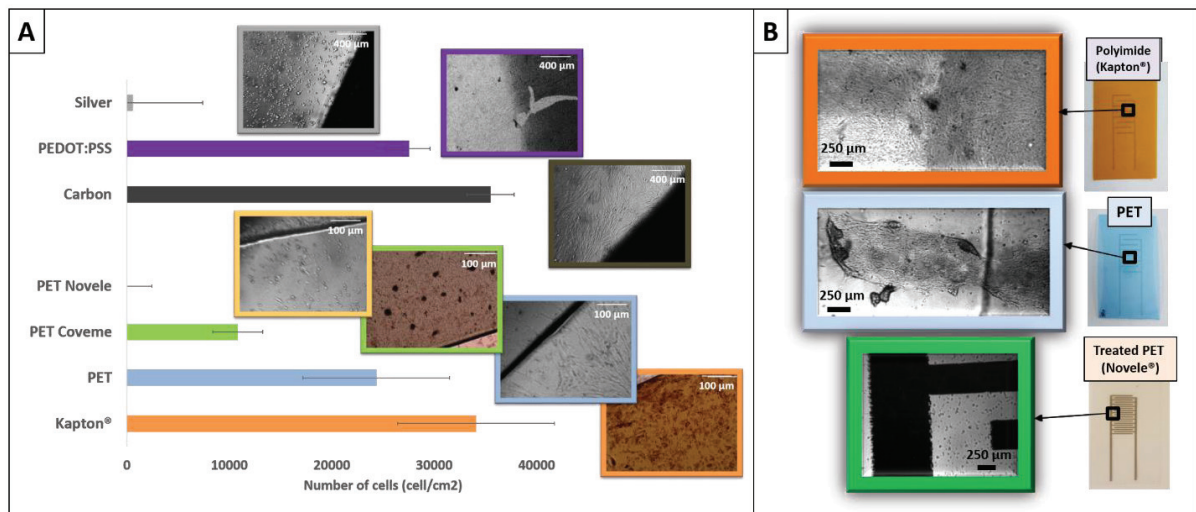 A
400 µm
400 µm
Silver
PEDOT:PSS
Carbon
400 µm
100 µm
100 µm
PET Novele
PET Coveme
100 µm
PET
100 µm
Kapton®
0
10000
20000
30000
40000
Number of cells (cell/cm2)
B
250 µm
Polyimide
(Kapton®)
250 µm
PET
250 µm
Treated PET
(Novele®)